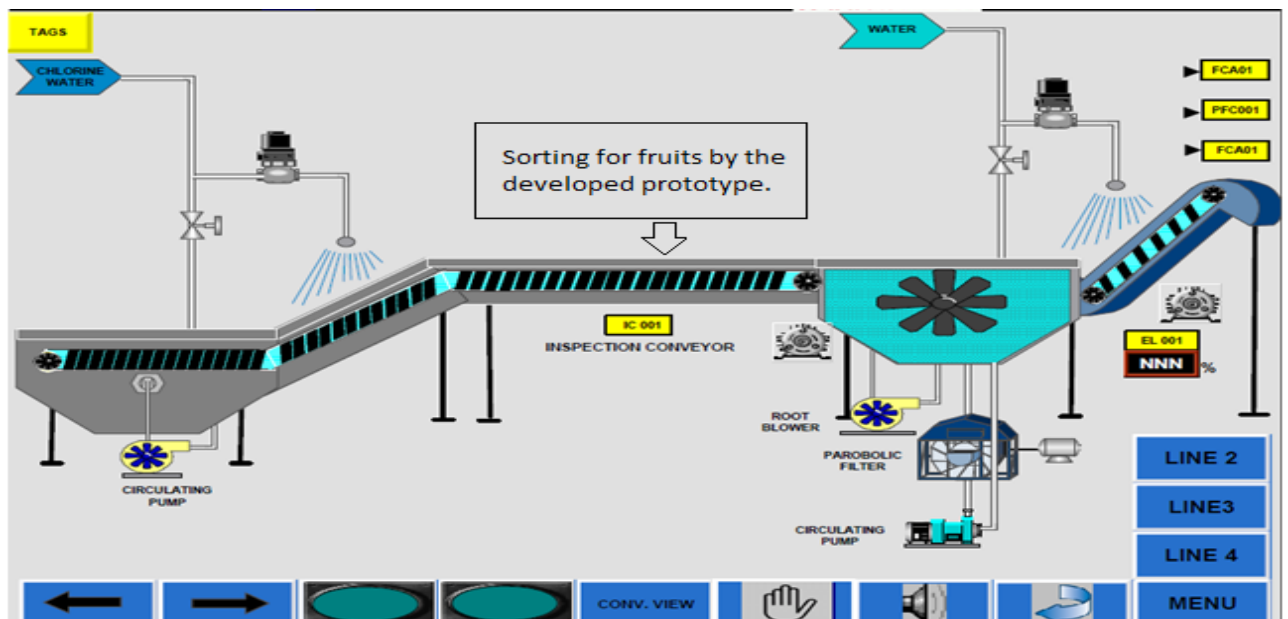 TAGS
WATER
CHLORINE
WATER
FCA01
PFC001
FCA01
Sorting for fruits by the
developed prototype.
IC 001
INSPECTION CONVEYOR
EL 001
NNN %
ROOT
BLOWER
PAROBOLIC
FILTER
CIRCULATING
PUMP
CIRCULATING
PUMP
LINE 2
LINE3
LINE 4
CONV. VIEW
MENU